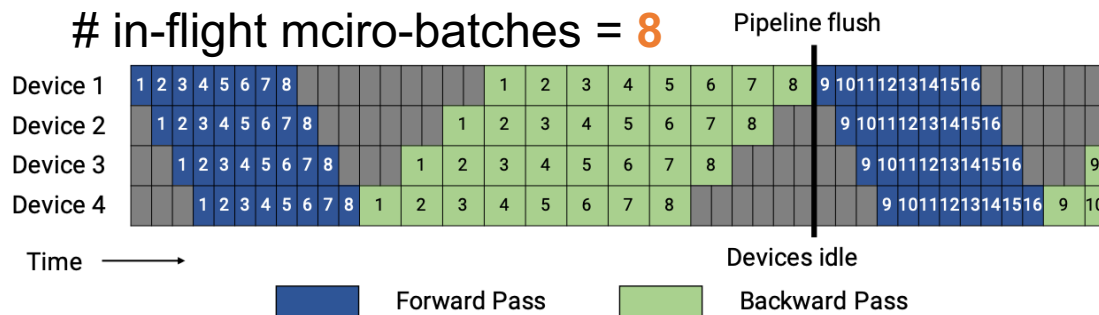 # in-flight mciro-batches = 8
Pipeline flush
Device 1 1 2 3 4 5 6 7 8 1 2 3 4 5 6 7 8 9 10 11 12 13 14 15 16
Device 2 1 2 3 4 5 6 7 8 1 2 3 4 5 6 7 8 9 10 11 12 13 14 15 16
Device 3 1 2 3 4 5 6 7 8 1 2 3 4 5 6 7 8 9 10 11 12 13 14 15 16 9
Device 4 1 2 3 4 5 6 7 8 1 2 3 4 5 6 7 8 9 10 11 12 13 14 15 16 9 10
Time
Devices idle
Forward Pass
Backward Pass